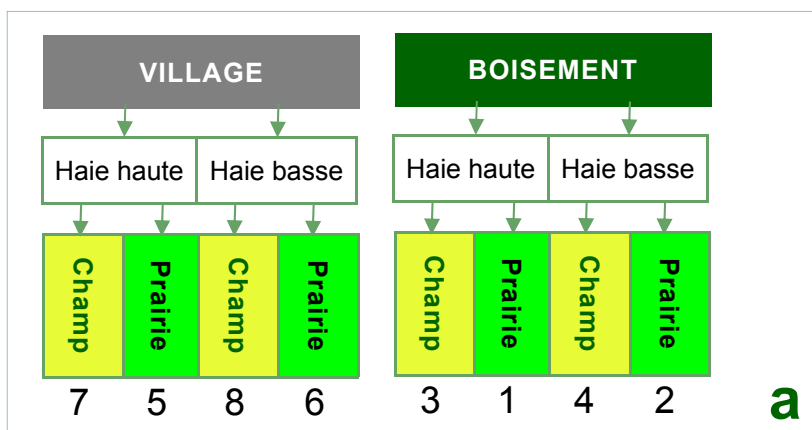 VILLAGE BOISEMENT
Haie haute Haie basse Haie haute Haie basse
Champ Prairie Champ Prairie Champ Prairie Champ Prairie
7 5 8 6 3 1 4 2
a